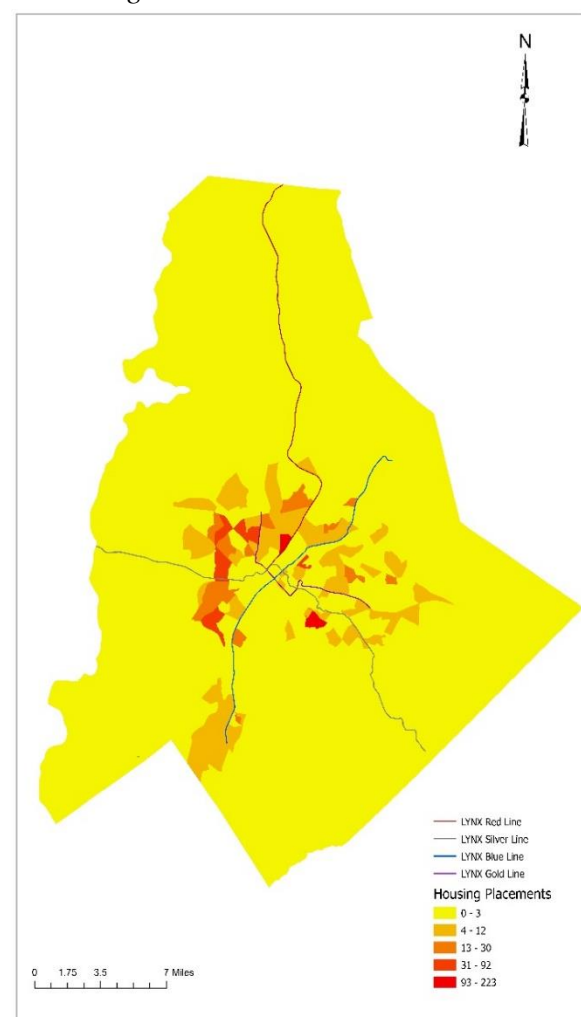 N
LYNX Red Line
LYNX Silver Line
LYNX Blue Line
LYNX Gold Line
Housing Placements
0 - 3
4 - 12
13 - 30
31 - 92
93 - 223
0 1.75 3.5 7 Miles